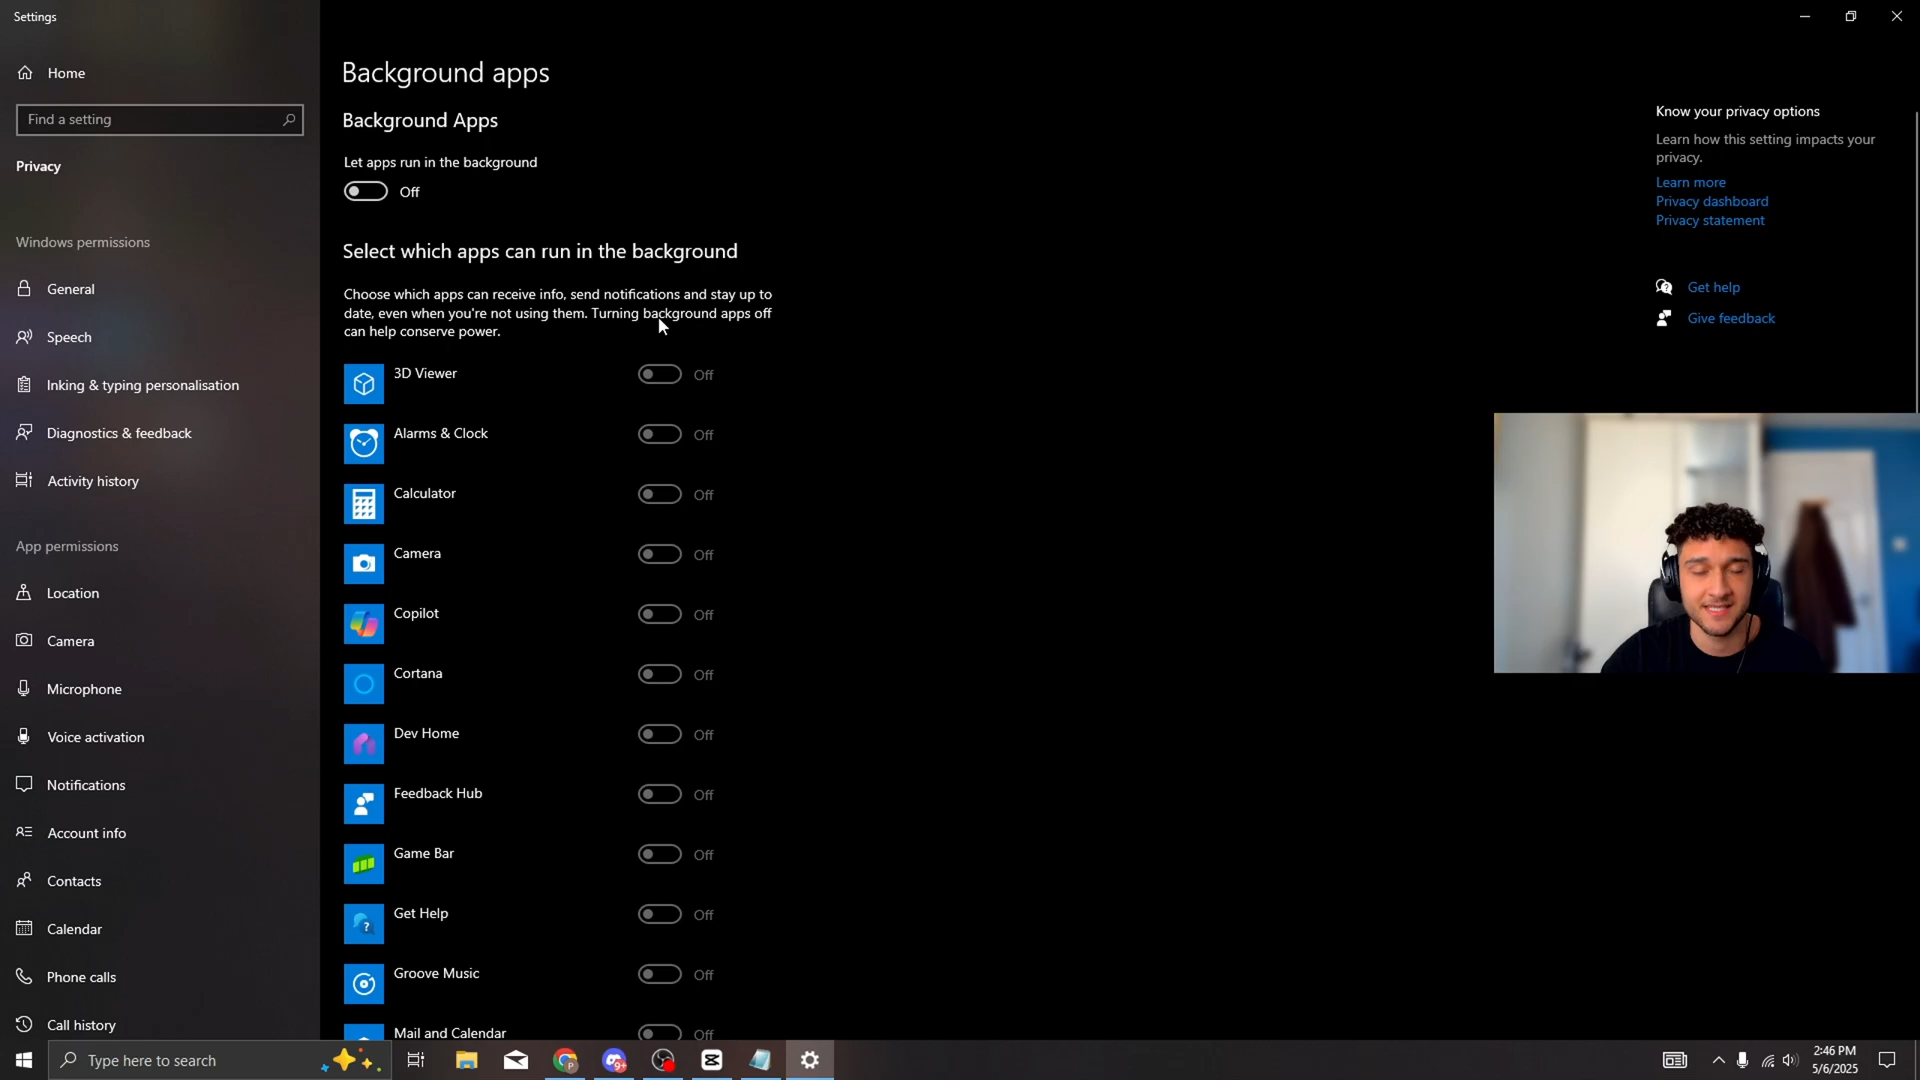 Settings
Home
Find a setting
Privacy
Windows permissions
General
Speech
Inking & typing personalisation
Diagnostics & feedback
Activity history
App permissions
Location
Camera
Microphone
Voice activation
Notifications
Account info
Contacts
Calendar
Phone calls
Call history
Background apps
Background Apps
Let apps run in the background
Off
Select which apps can run in the background
Choose which apps can receive info, send notifications and stay up to
date, even when you're not using them. Turning background apps off
can help conserve power.
3D Viewer Off
Alarms & Clock Off
Calculator Off
Camera Off
Copilot Off
Cortana Off
Dev Home Off
Feedback Hub Off
Game Bar Off
Get Help Off
Groove Music Off
Mail and Calendar Off
Know your privacy options
Learn how this setting impacts your
privacy.
Learn more
Privacy dashboard
Privacy statement
Get help
Give feedback
Type here to search
P
9+
2:46 PM
5/6/2025